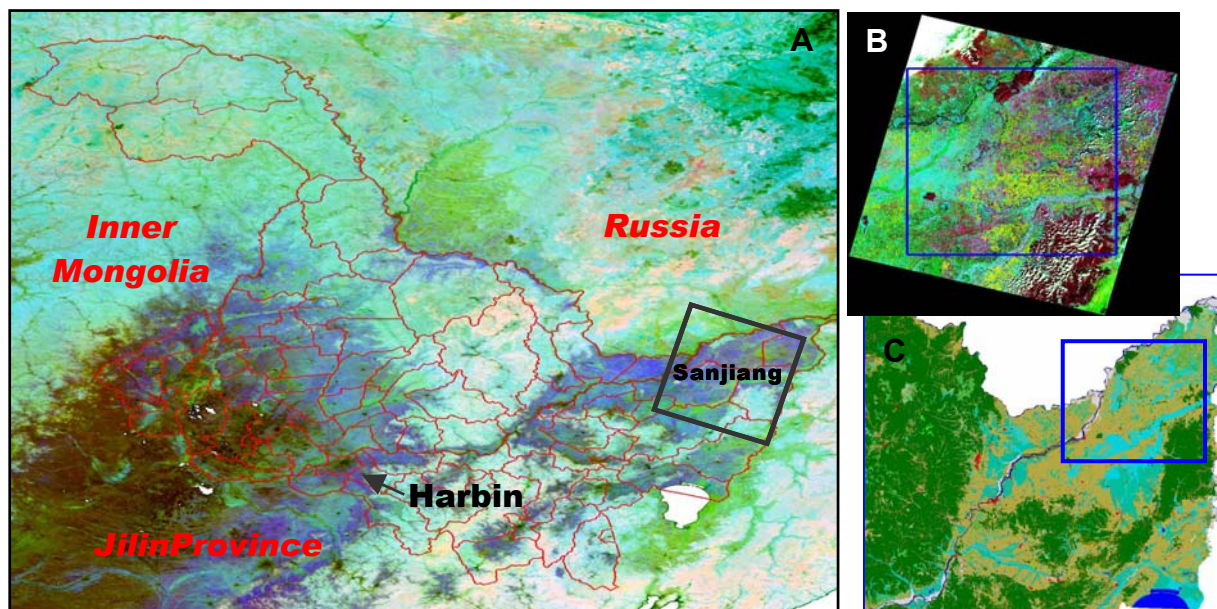 A
B
Inner
Mongolia
Russia
Sanjiang
C
Harbin
JilinProvince